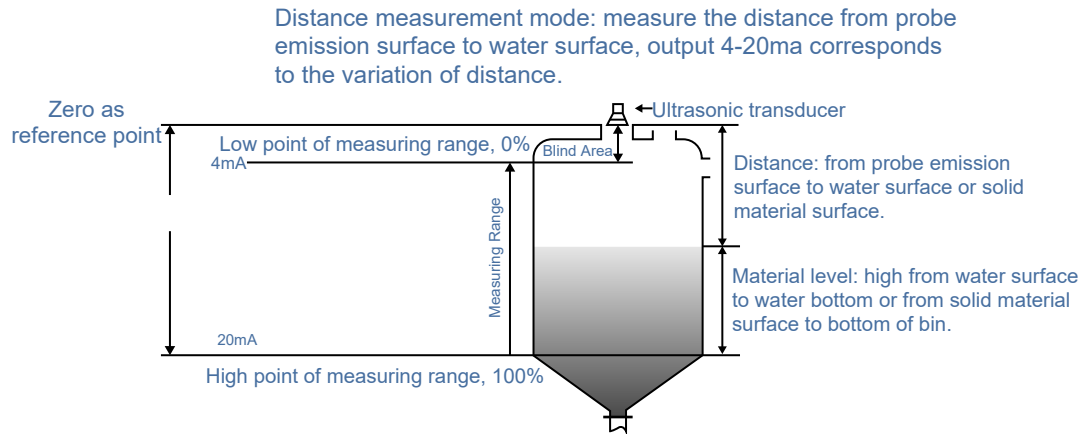 Distance measurement mode: measure the distance from probe
emission surface to water surface, output 4-20ma corresponds
to the variation of distance.
Zero as
reference point
Ultrasonic transducer
Low point of measuring range, 0%
Blind Area
4mA
Distance: from probe emission
surface to water surface or solid
material surface.
Measuring Range
Material level: high from water surface
to water bottom or from solid material
surface to bottom of bin.
20mA
High point of measuring range, 100%